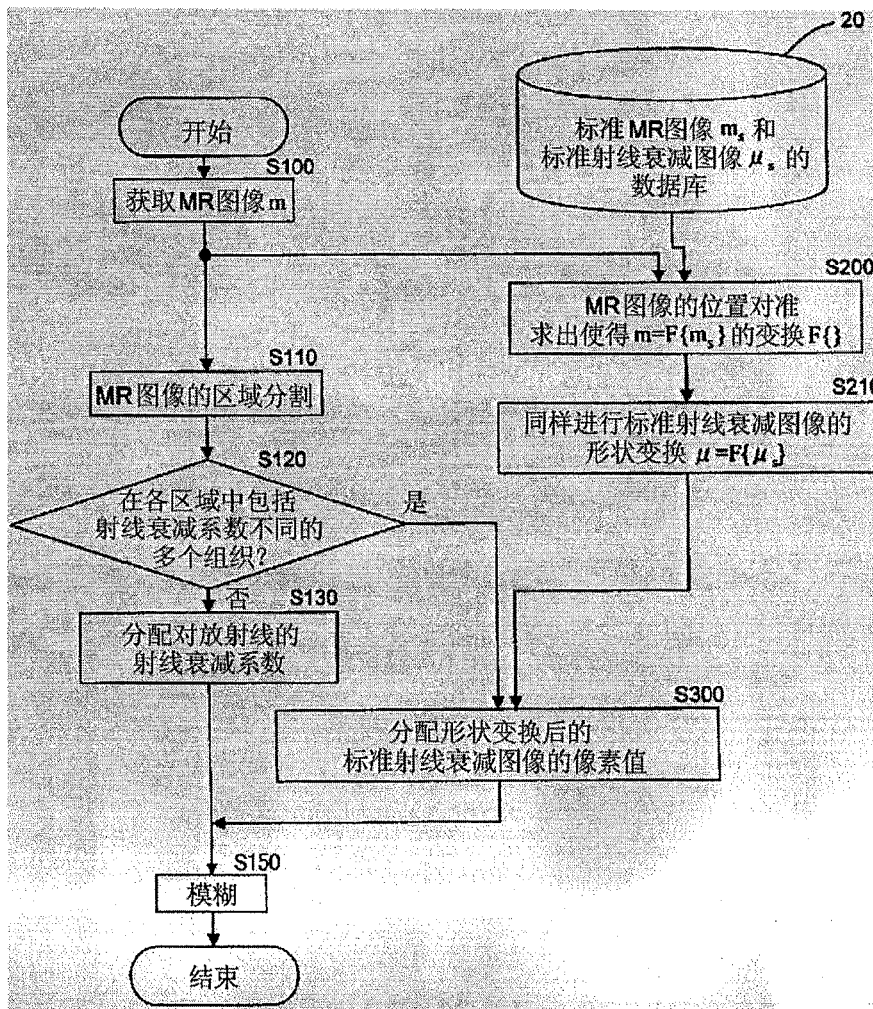 20
标准MR图像 mₛ 和
标准射线衰减图像 μₛ 的
数据库
开始
S100
获取MR图像m
S200
MR图像的位置对准
求出使得 m=F{mₛ} 的变换 F{}
S110
MR图像的区域分割
S210
同样进行标准射线衰减图像的
形状变换 μ=F{μₛ}
S120
在各区域中包括
射线衰减系数不同的
多个组织?
是
否
S130
分配对放射线的
射线衰减系数
S300
分配形状变换后的
标准射线衰减图像的像素值
S150
模糊
结束